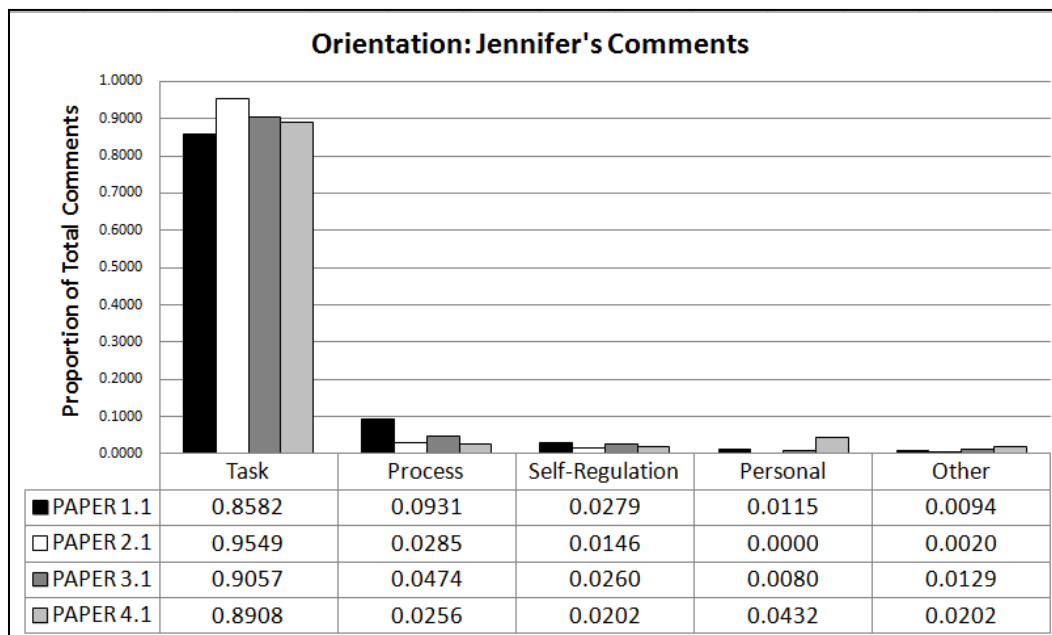 Orientation: Jennifer's Comments
Proportion of Total Comments
1.0000
0.9000
0.8000
0.7000
0.6000
0.5000
0.4000
0.3000
0.2000
0.1000
0.0000
Task Process Self-Regulation Personal Other
PAPER 1.1 0.8582 0.0931 0.0279 0.0115 0.0094
PAPER 2.1 0.9549 0.0285 0.0146 0.0000 0.0020
PAPER 3.1 0.9057 0.0474 0.0260 0.0080 0.0129
PAPER 4.1 0.8908 0.0256 0.0202 0.0432 0.0202